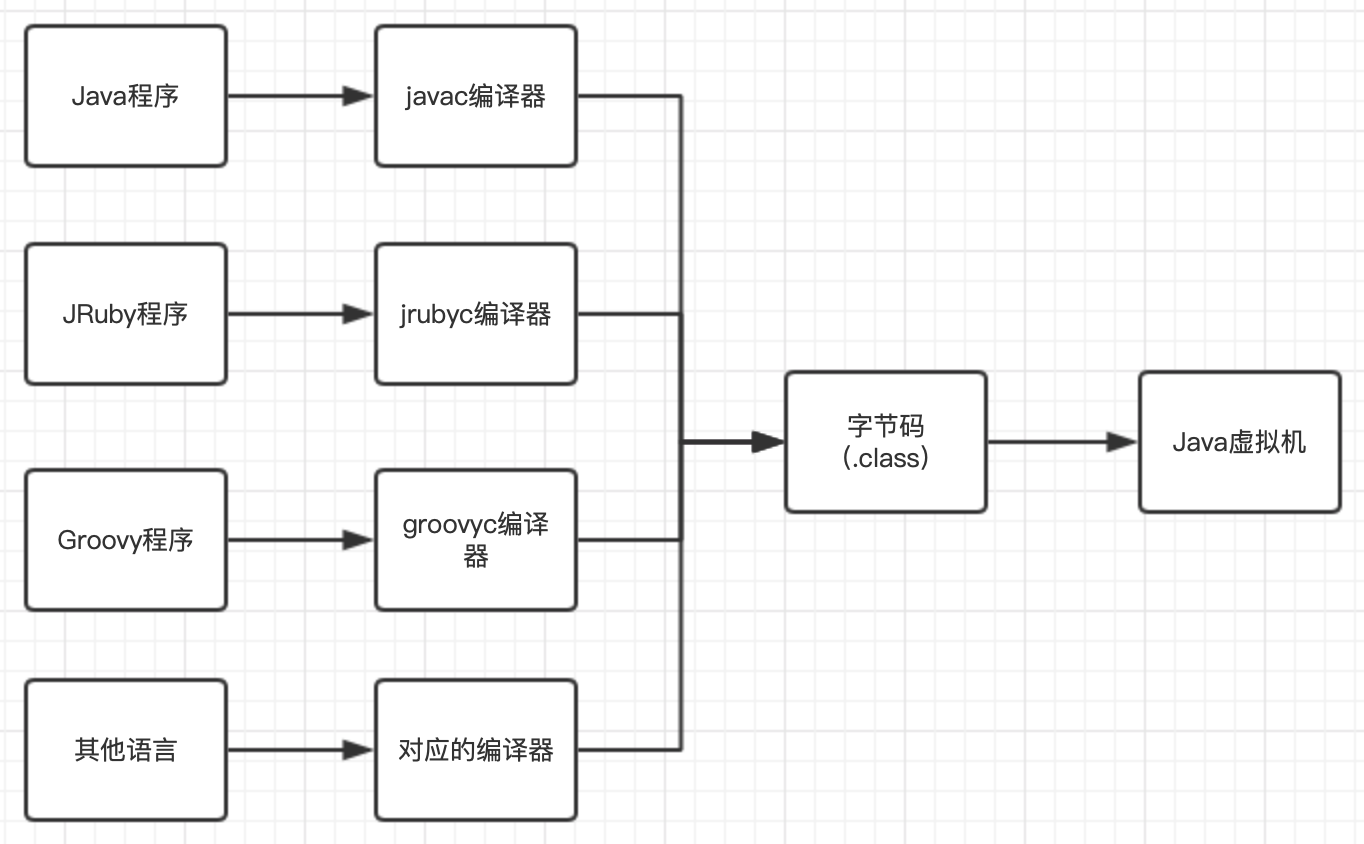 Java程序
javac编译器
JRuby程序
jrubyc编译器
字节码
(.class)
Java虚拟机
Groovy程序
groovyc编译
器
其他语言
对应的编译器